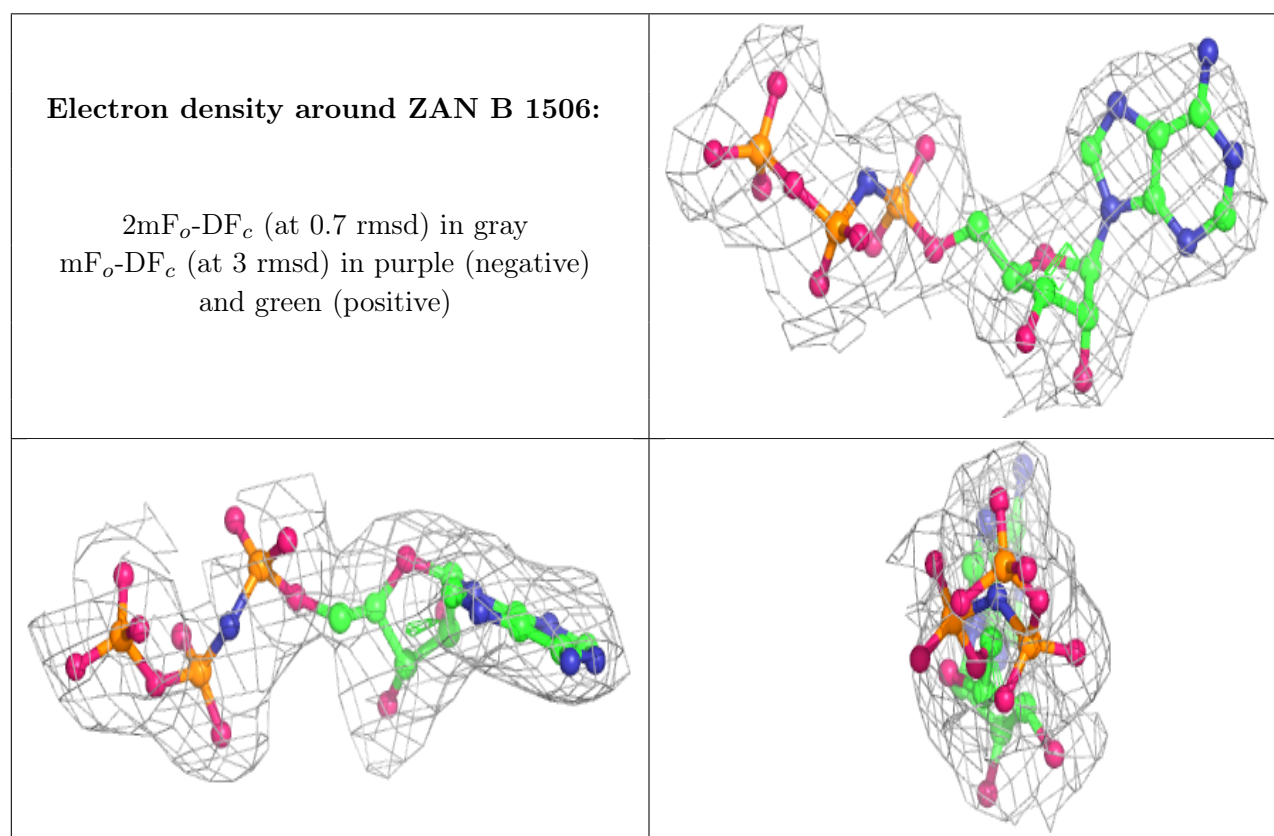 Electron density around ZAN B 1506:
2mFo-DFc (at 0.7 rmsd) in gray
mFo-DFc (at 3 rmsd) in purple (negative)
and green (positive)